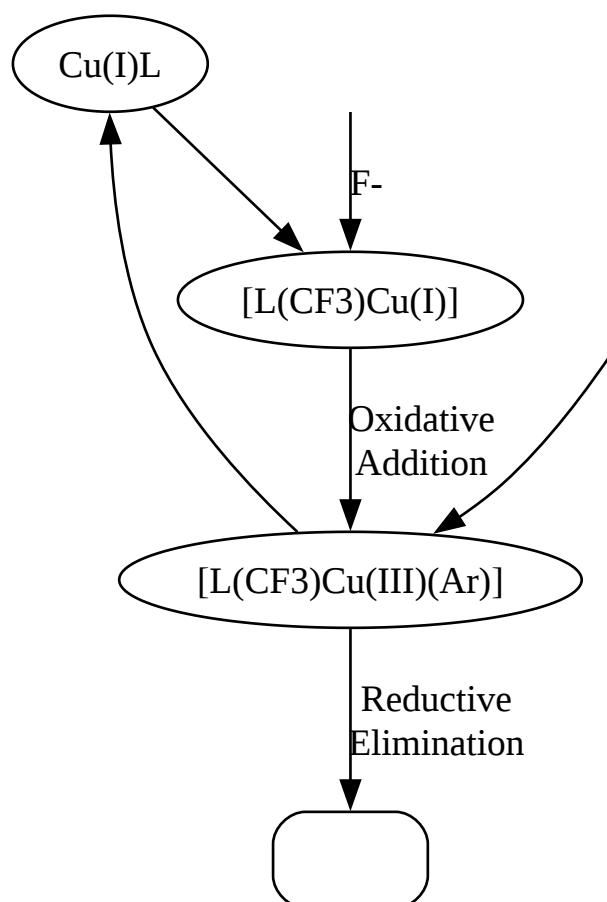 Cu(I)L
F-
[L(CF3)Cu(I)]
Oxidative
Addition
[L(CF3)Cu(III)(Ar)]
Reductive
Elimination